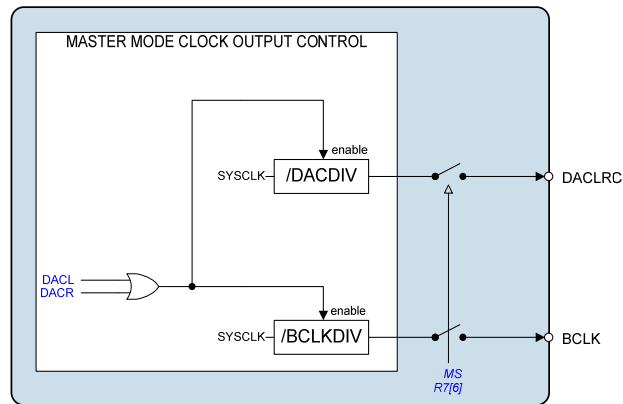 MASTER MODE CLOCK OUTPUT CONTROL
enable
SYSCLK
/DACDIV
DACLRC
DACL
DACR
enable
SYSCLK
/BCLKDIV
BCLK
MS
R7[6]